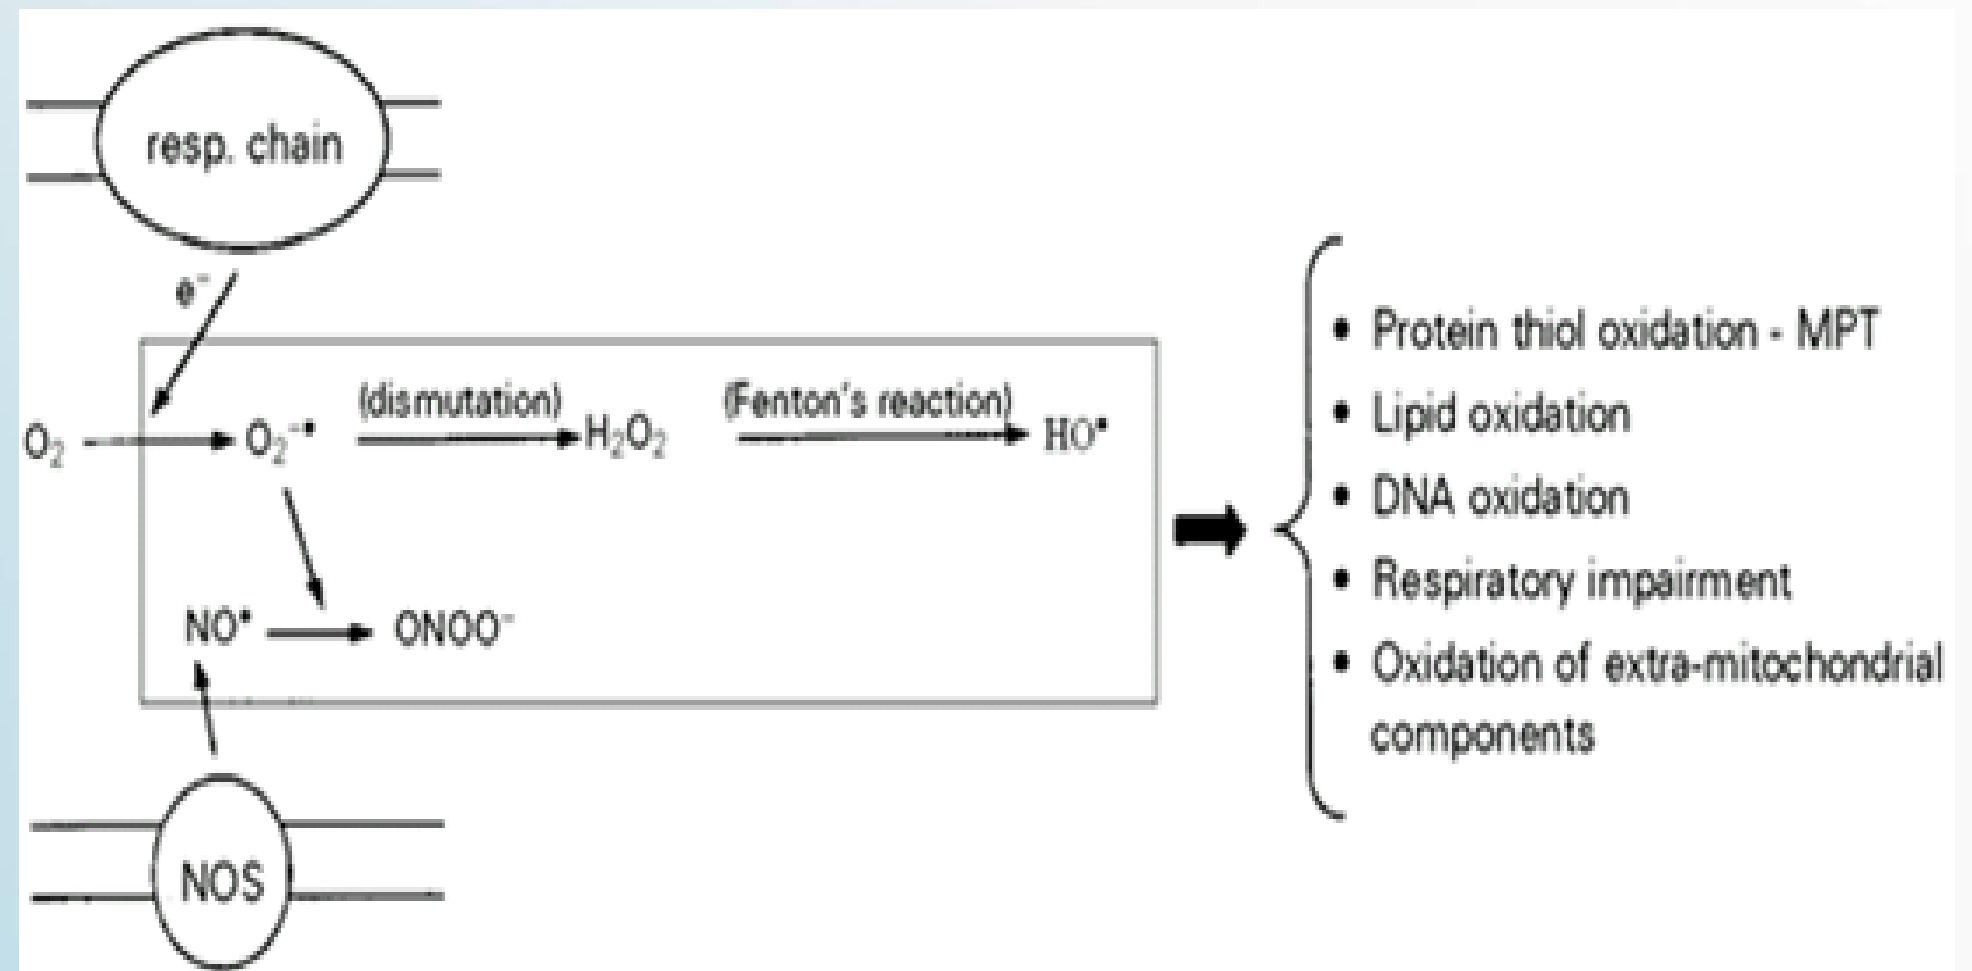 resp. chain
e⁻
O₂
O₂⁻•
(dismutation)
H₂O₂
(Fenton's reaction)
HO•
NO•
ONOO⁻
NOS
• Protein thiol oxidation - MPT
• Lipid oxidation
• DNA oxidation
• Respiratory impairment
• Oxidation of extra-mitochondrial
components